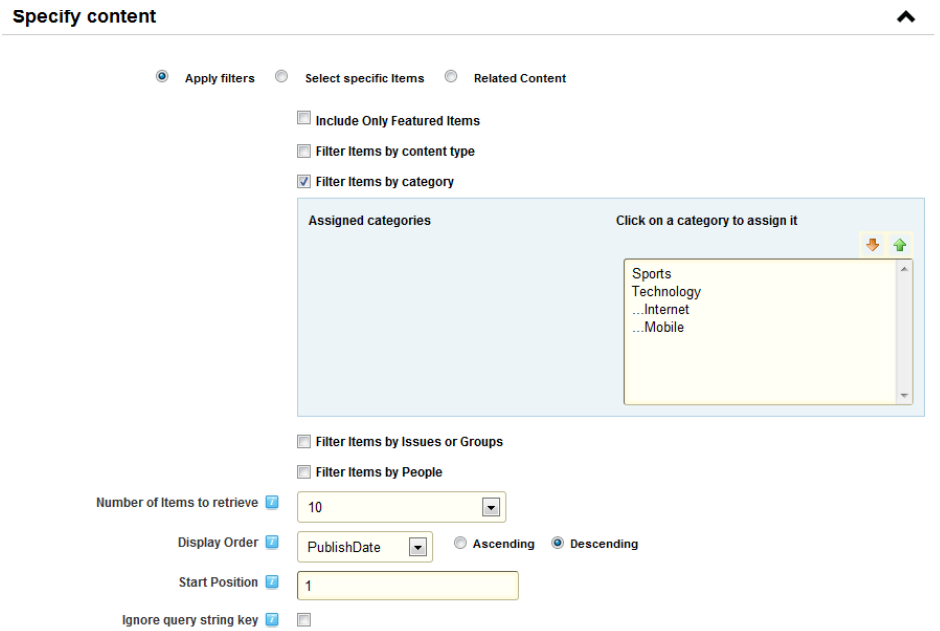 Specify content
Apply filters Select specific Items Related Content
Include Only Featured Items
Filter Items by content type
Filter Items by category
Assigned categories Click on a category to assign it
Sports
Technology
...Internet
...Mobile
Filter Items by Issues or Groups
Filter Items by People
Number of Items to retrieve i 10
Display Order i PublishDate Ascending Descending
Start Position i 1
Ignore query string key i